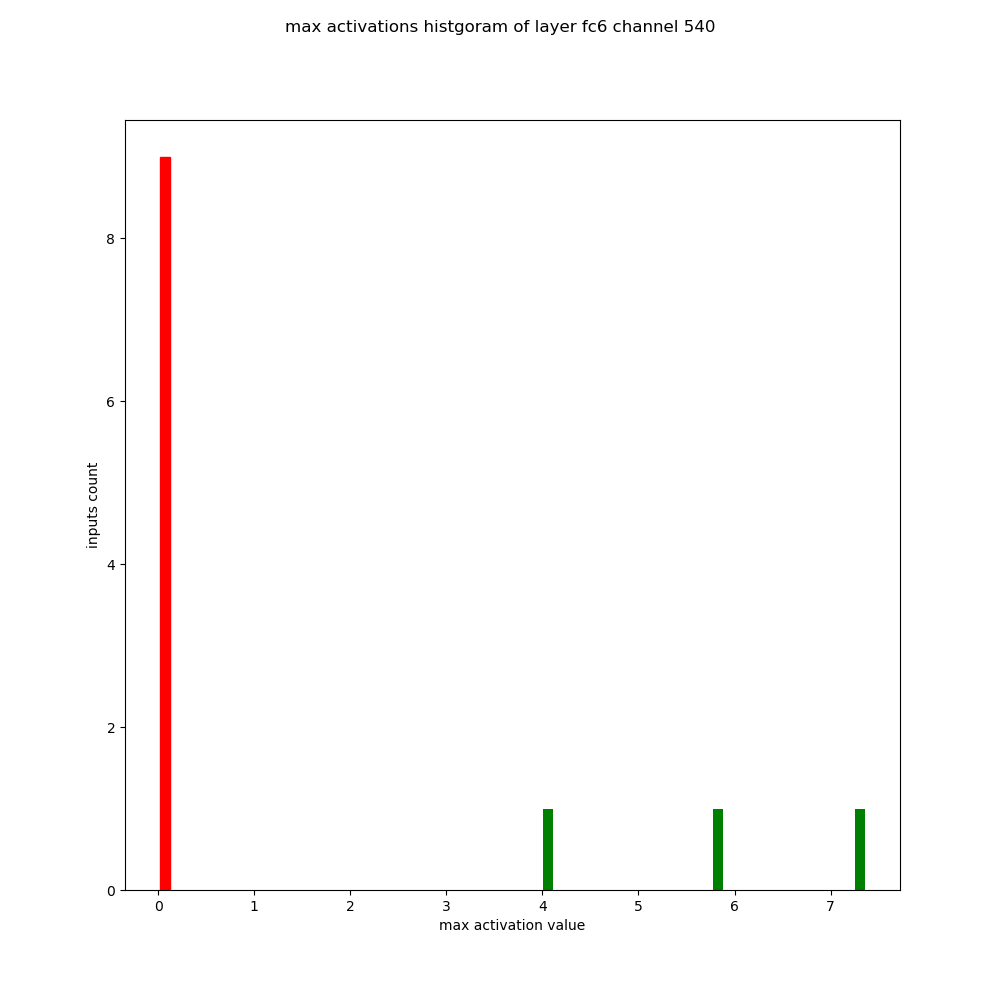 max activations histgoram of layer fc6 channel 540
8
6
4
2
0
inputs count
0 1 2 3 4 5 6 7
max activation value